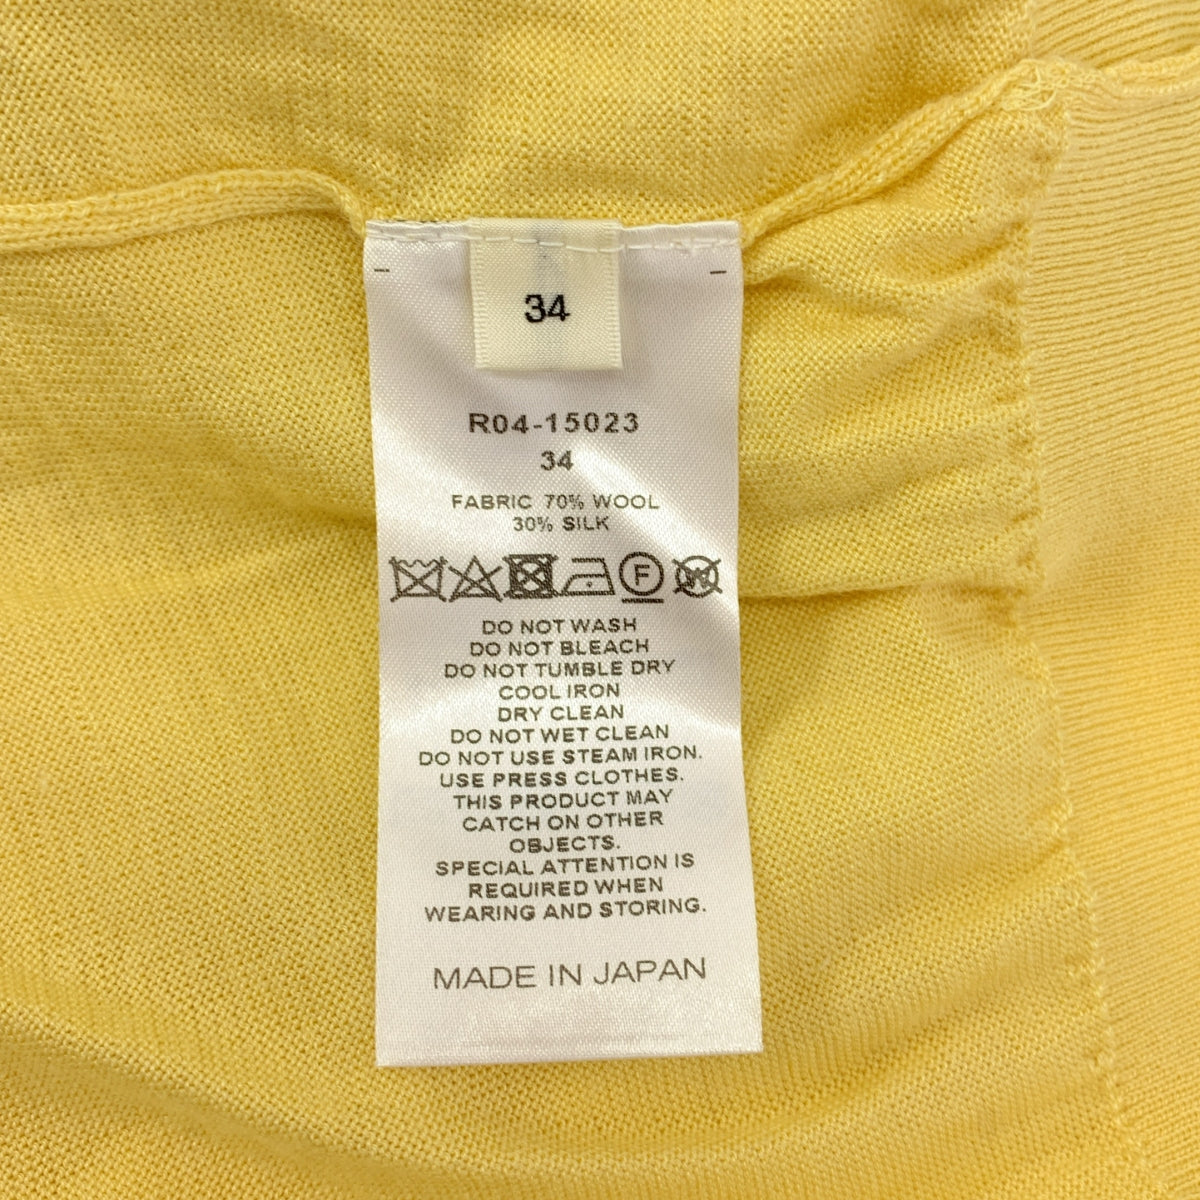 34
R04-15023
34
FABRIC 70% WOOL
30% SILK
F W
DO NOT WASH
DO NOT BLEACH
DO NOT TUMBLE DRY
COOL IRON
DRY CLEAN
DO NOT WET CLEAN
DO NOT USE STEAM IRON.
USE PRESS CLOTHES.
THIS PRODUCT MAY
CATCH ON OTHER
OBJECTS.
SPECIAL ATTENTION IS
REQUIRED WHEN
WEARING AND STORING.
MADE IN JAPAN